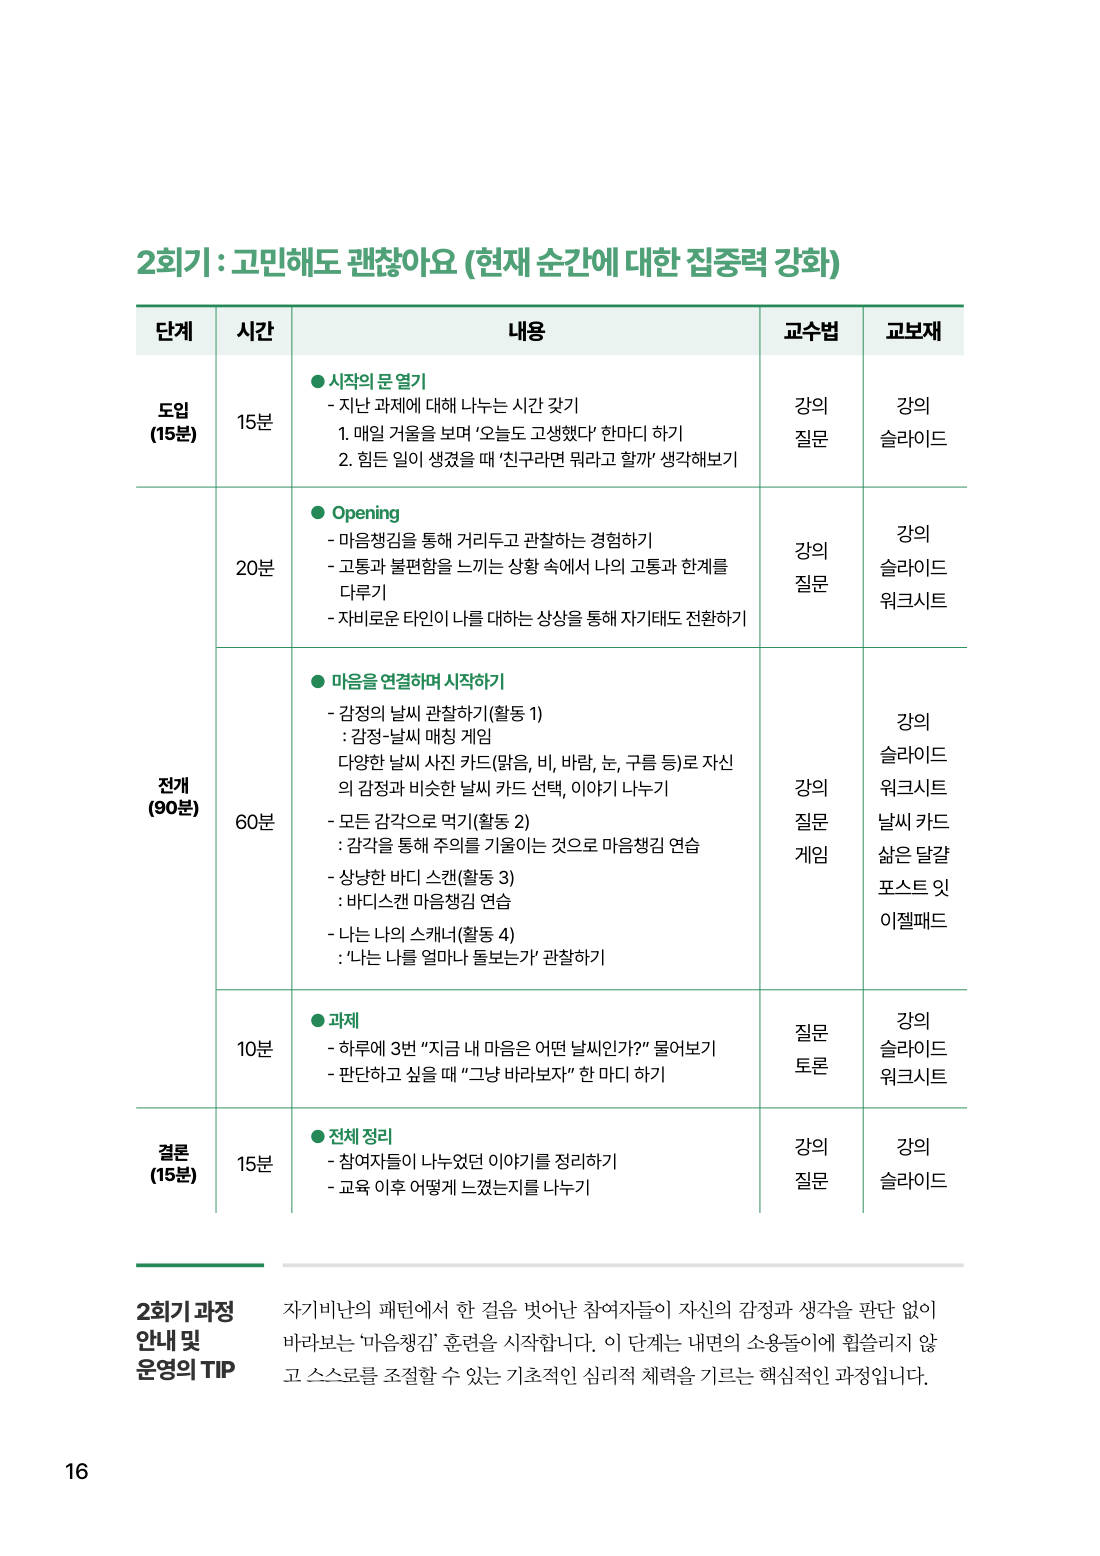 2회기 : 고민해도 괜찮아요 (현재 순간에 대한 집중력 강화)
단계 시간 내용 교수법 교보재
도입
(15분)
15분
● 시작의 문 열기
- 지난 과제에 대해 나누는 시간 갖기
1. 매일 거울을 보며 ‘오늘도 고생했다’ 한마디 하기
2. 힘든 일이 생겼을 때 ‘친구라면 뭐라고 할까’ 생각해보기
강의
질문
강의
슬라이드
전개
(90분)
20분
● Opening
- 마음챙김을 통해 거리두고 관찰하는 경험하기
- 고통과 불편함을 느끼는 상황 속에서 나의 고통과 한계를
다루기
- 자비로운 타인이 나를 대하는 상상을 통해 자기태도 전환하기
강의
질문
강의
슬라이드
워크시트
60분
● 마음을 연결하며 시작하기
- 감정의 날씨 관찰하기(활동 1)
: 감정-날씨 매칭 게임
다양한 날씨 사진 카드(맑음, 비, 바람, 눈, 구름 등)로 자신
의 감정과 비슷한 날씨 카드 선택, 이야기 나누기
- 모든 감각으로 먹기(활동 2)
: 감각을 통해 주의를 기울이는 것으로 마음챙김 연습
- 상냥한 바디 스캔(활동 3)
: 바디스캔 마음챙김 연습
- 나는 나의 스캐너(활동 4)
: ‘나는 나를 얼마나 돌보는가’ 관찰하기
강의
질문
게임
강의
슬라이드
워크시트
날씨 카드
삶은 달걀
포스트 잇
이젤패드
10분
● 과제
- 하루에 3번 “지금 내 마음은 어떤 날씨인가?” 물어보기
- 판단하고 싶을 때 “그냥 바라보자” 한 마디 하기
질문
토론
강의
슬라이드
워크시트
결론
(15분)
15분
● 전체 정리
- 참여자들이 나누었던 이야기를 정리하기
- 교육 이후 어떻게 느꼈는지를 나누기
강의
질문
강의
슬라이드
2회기 과정
안내 및
운영의 TIP
자기비난의 패턴에서 한 걸음 벗어난 참여자들이 자신의 감정과 생각을 판단 없이
바라보는 ‘마음챙김’ 훈련을 시작합니다. 이 단계는 내면의 소용돌이에 휩쓸리지 않
고 스스로를 조절할 수 있는 기초적인 심리적 체력을 기르는 핵심적인 과정입니다.
16